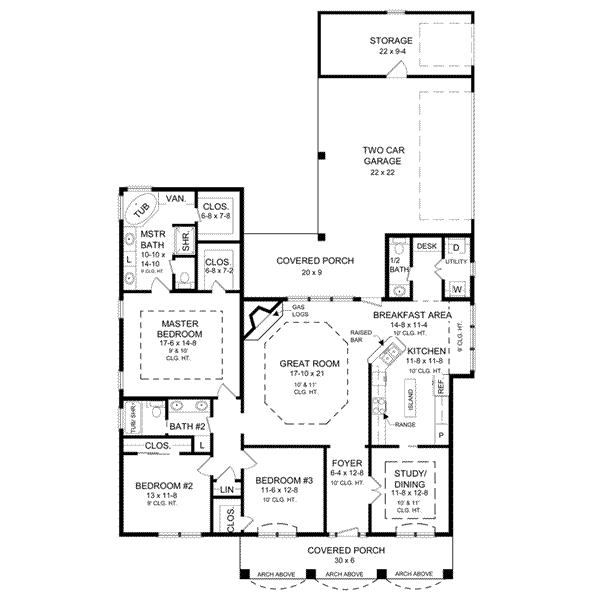 STORAGE
22 x 9-4
TWO CAR
GARAGE
22 x 22
TUB
VAN.
CLOS.
6-8 x 7-8
MSTR
BATH
10-10 x
14-10
9' CLG. HT.
L
SHR.
CLOS.
6-8 x 7-2
COVERED PORCH
20 x 9
1/2
BATH
DESK
D
UTILITY
W
MASTER
BEDROOM
17-6 x 14-8
9' & 10'
CLG. HT.
GAS
LOGS
GREAT ROOM
17-10 x 21
10' & 11'
CLG. HT.
BREAKFAST AREA
14-8 x 11-4
10' CLG. HT.
9' CLG. HT.
RAISED
BAR
KITCHEN
11-8 x 11-8
10' CLG. HT.
REF.
ISLAND
RANGE
P
TUB/ SHR.
BATH #2
CLOS.
L
BEDROOM #2
13 x 11-8
9' CLG. HT.
LIN
CLOS.
BEDROOM #3
11-6 x 12-8
10' CLG. HT.
FOYER
6-4 x 12-8
10' CLG. HT.
STUDY/
DINING
11-8 x 12-8
10' & 11'
CLG. HT.
COVERED PORCH
30 x 6
ARCH ABOVE
ARCH ABOVE
ARCH ABOVE